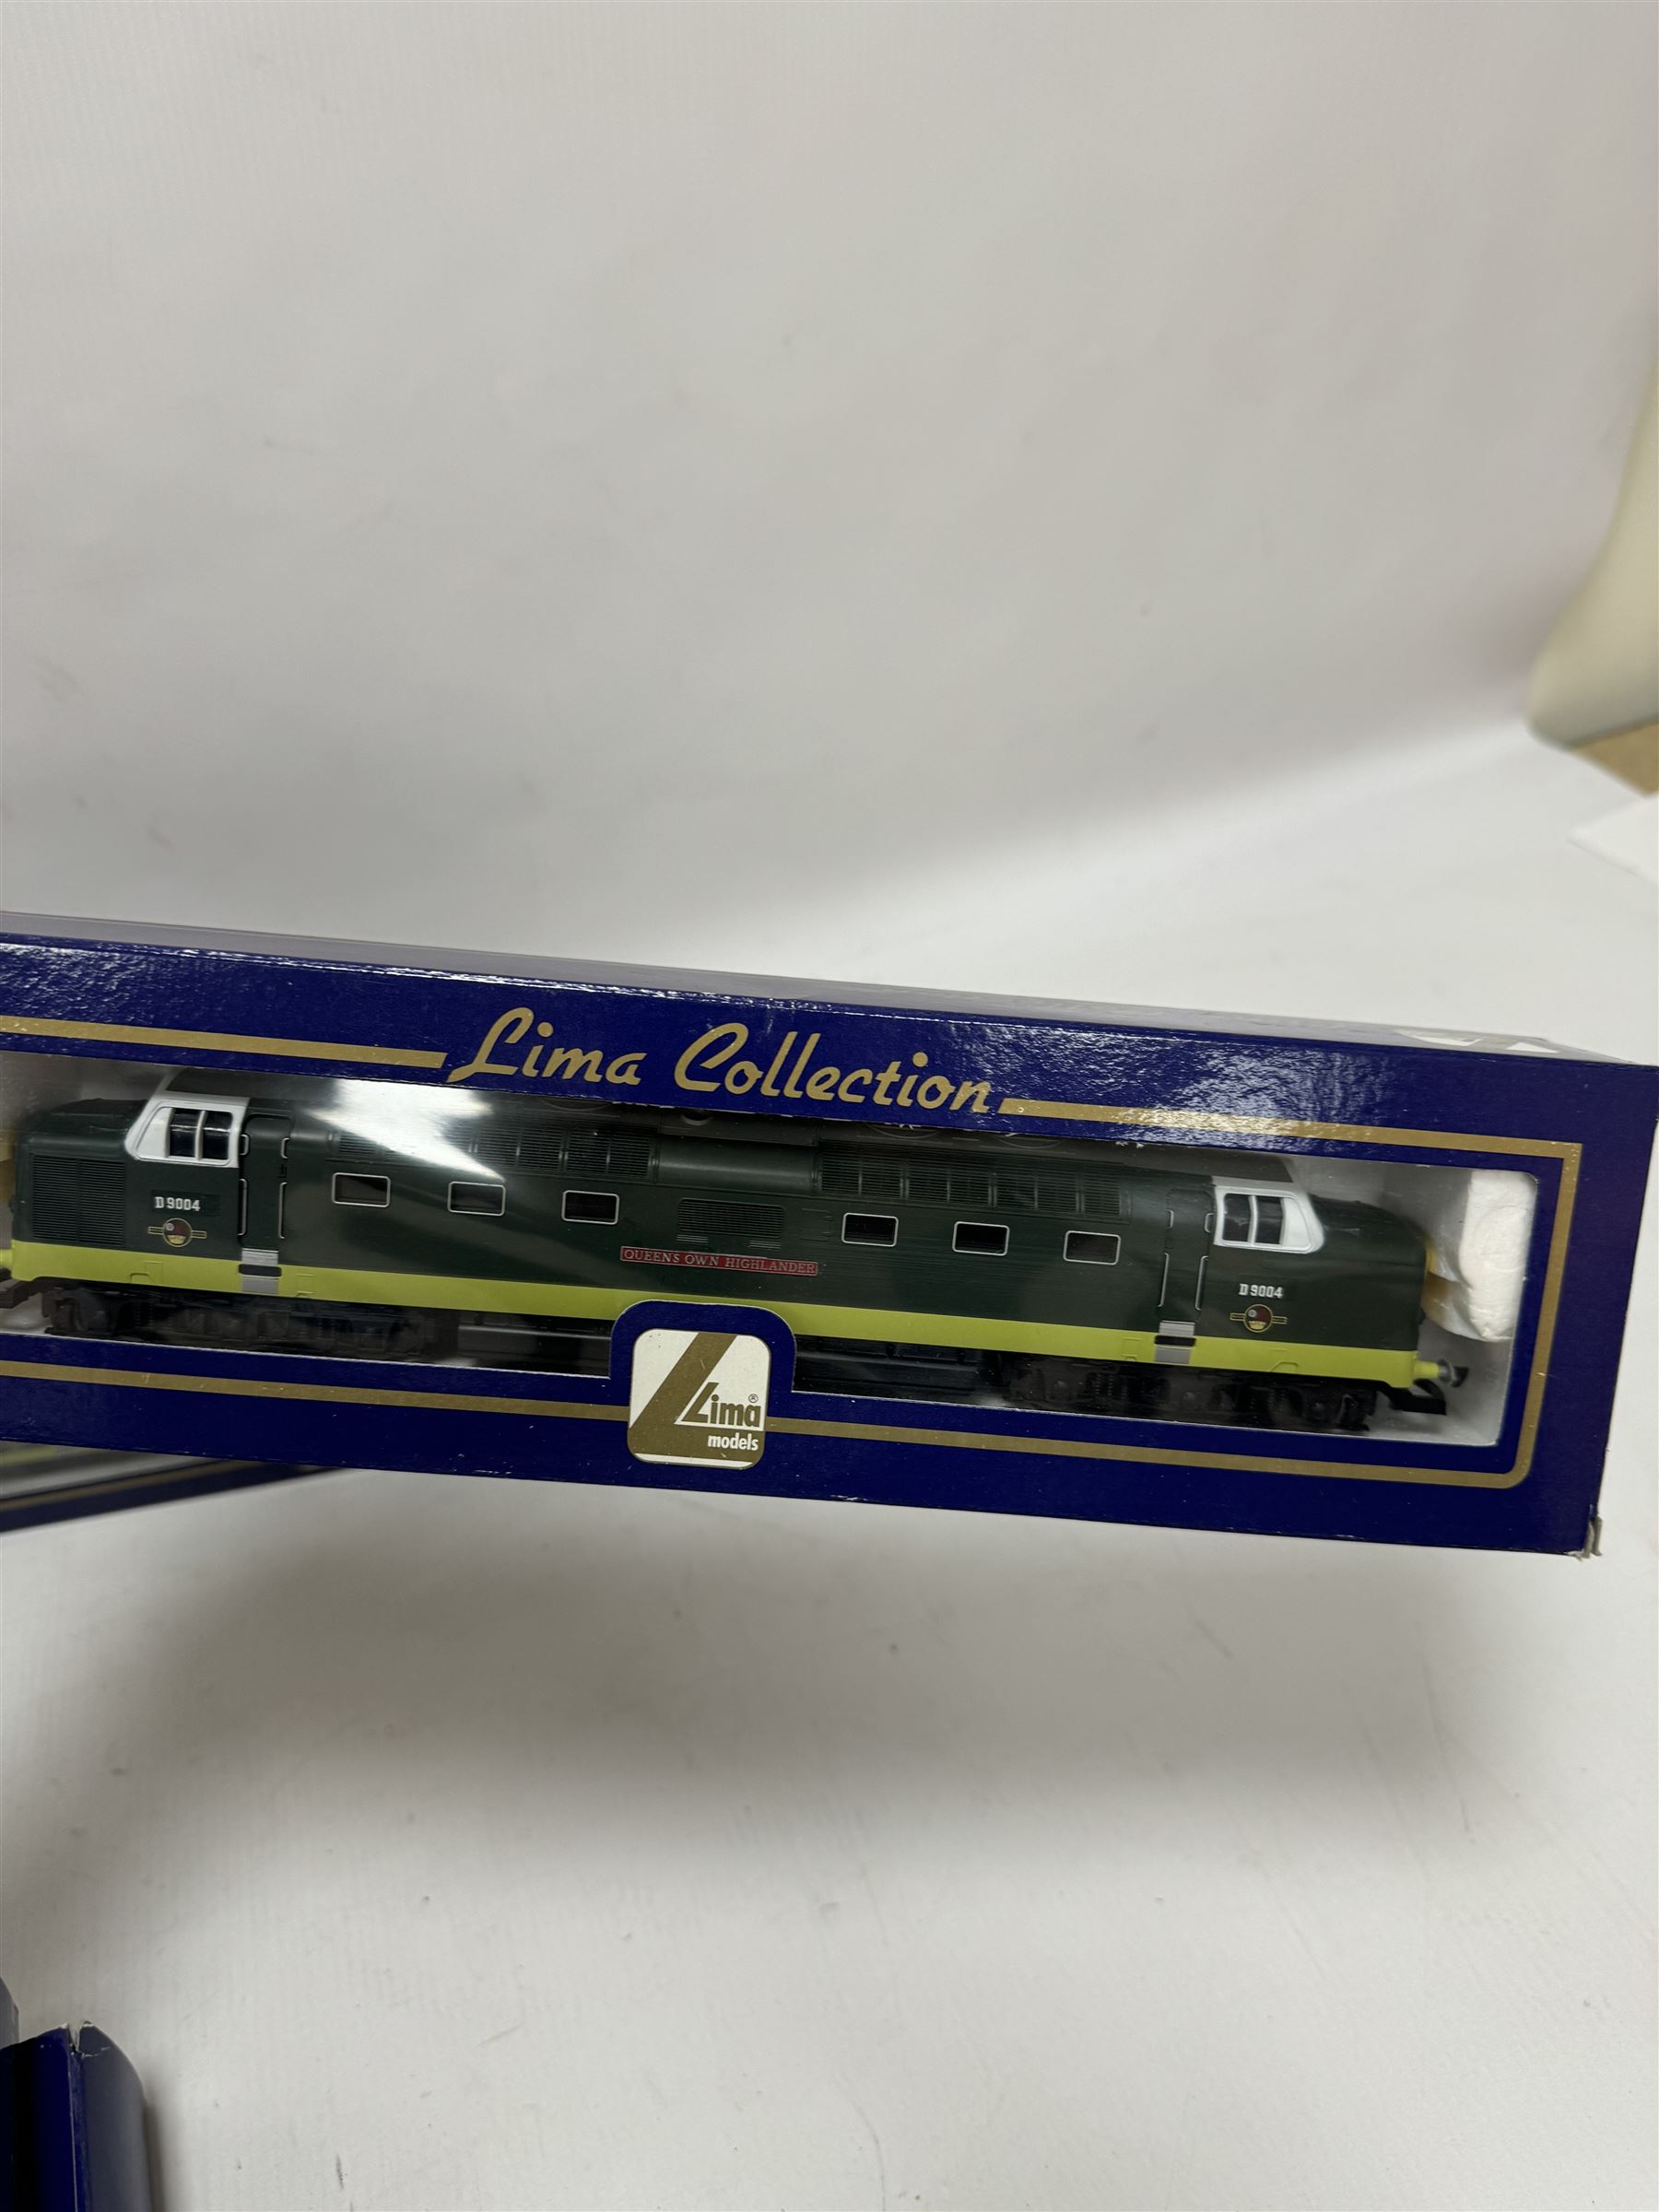 Lima Collection
D9004
QUEEN'S OWN HIGHLANDER
D9004
Lima®
models